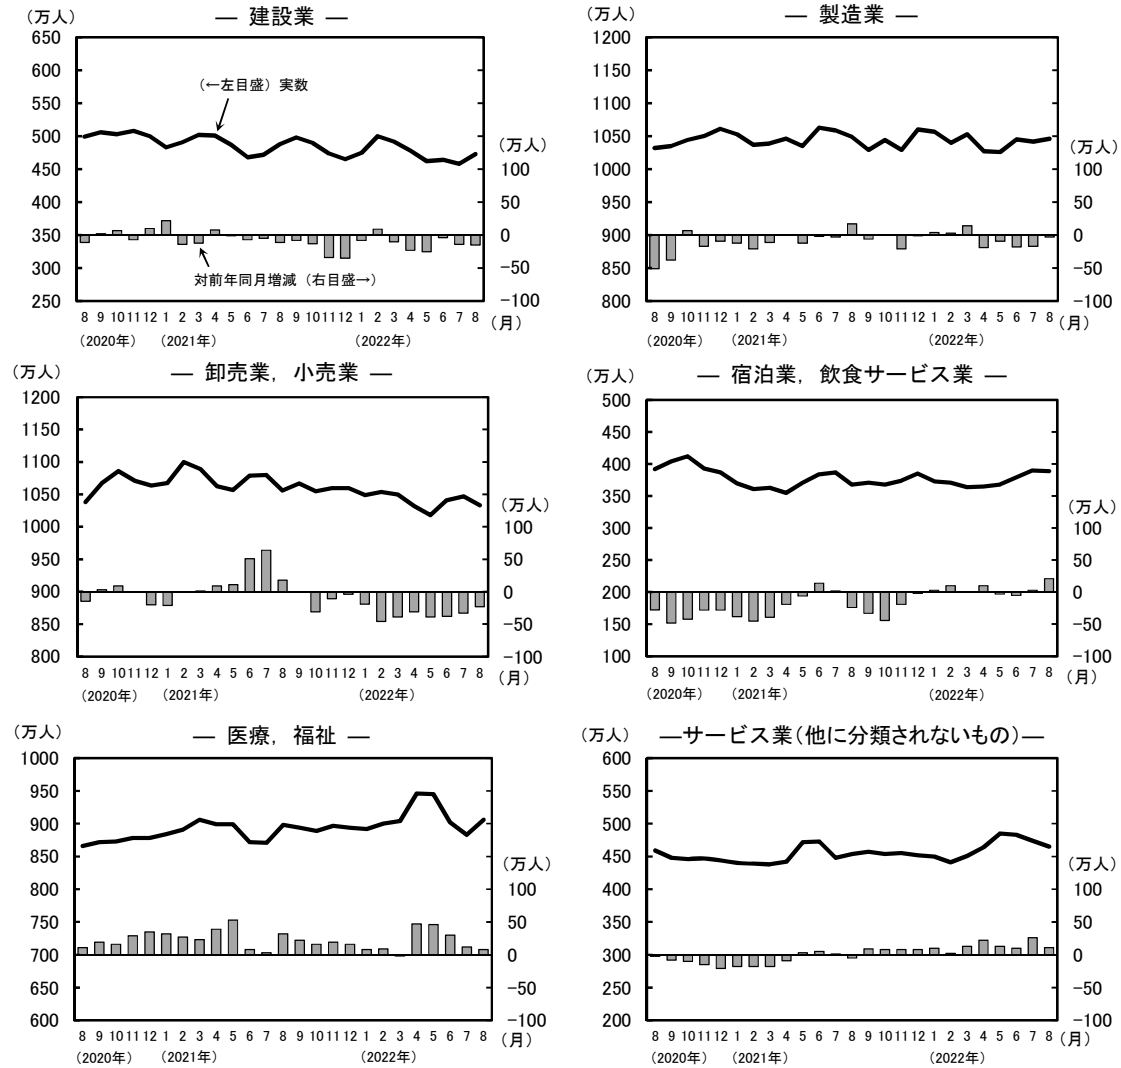 (万人)
― 建設業 ―
650
600
550
500
450
400
350
300
250
(←左目盛) 実数
対前年同月増減 (右目盛→)
(万人)
100
50
0
−50
−100
8 9 10 11 12 1 2 3 4 5 6 7 8 9 10 11 12 1 2 3 4 5 6 7 8
(月)
(2020年) (2021年) (2022年)
(万人)
― 製造業 ―
1200
1150
1100
1050
1000
950
900
850
800
(万人)
100
50
0
−50
−100
8 9 10 11 12 1 2 3 4 5 6 7 8 9 10 11 12 1 2 3 4 5 6 7 8
(月)
(2020年) (2021年) (2022年)
(万人)
― 卸売業, 小売業 ―
1200
1150
1100
1050
1000
950
900
850
800
(万人)
100
50
0
−50
−100
8 9 10 11 12 1 2 3 4 5 6 7 8 9 10 11 12 1 2 3 4 5 6 7 8
(月)
(2020年) (2021年) (2022年)
(万人)
― 宿泊業, 飲食サービス業 ―
500
450
400
350
300
250
200
150
100
(万人)
100
50
0
−50
−100
8 9 10 11 12 1 2 3 4 5 6 7 8 9 10 11 12 1 2 3 4 5 6 7 8
(月)
(2020年) (2021年) (2022年)
(万人)
― 医療, 福祉 ―
1000
950
900
850
800
750
700
650
600
(万人)
100
50
0
−50
−100
8 9 10 11 12 1 2 3 4 5 6 7 8 9 10 11 12 1 2 3 4 5 6 7 8
(月)
(2020年) (2021年) (2022年)
(万人)
―サービス業(他に分類されないもの)―
600
550
500
450
400
350
300
250
200
(万人)
100
50
0
−50
−100
8 9 10 11 12 1 2 3 4 5 6 7 8 9 10 11 12 1 2 3 4 5 6 7 8
(月)
(2020年) (2021年) (2022年)